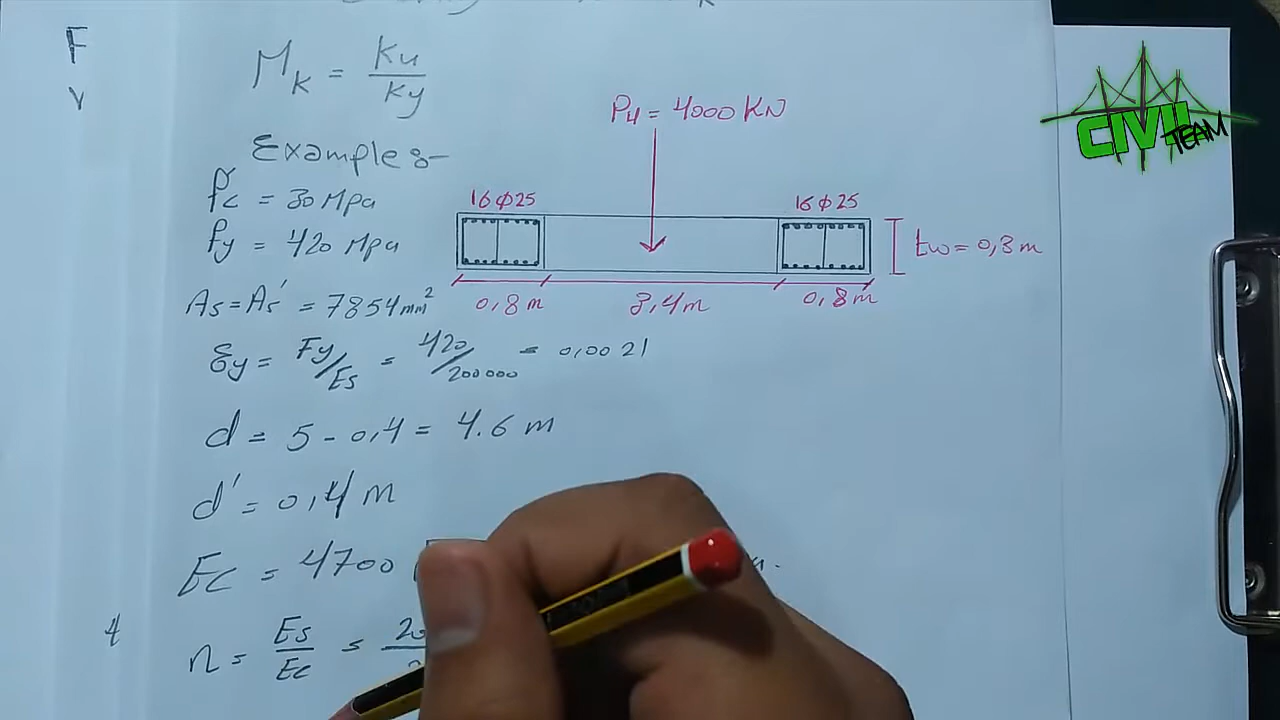 F
v
Mk = Ku/Ky
Example :-
Pu = 4000 KN
f'c = 30 MPa
16Φ25
16Φ25
fy = 420 MPa
tw = 0,3 m
As = As' = 7854 mm²
0,8 m
3,4 m
0,8 m
εy = Fy/Es = 420/200000 = 0,0021
d = 5 - 0,4 = 4.6 m
d' = 0,4 m
Ec = 4700
n = Es/Ec = 20
CIVIL
TEAM